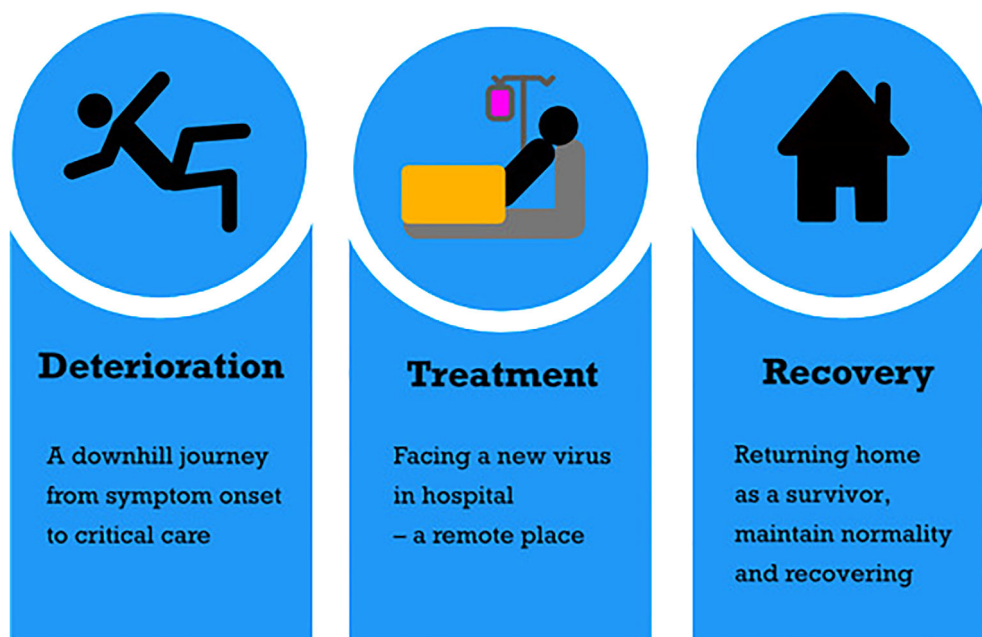 Deterioration
A downhill journey
from symptom onset
to critical care
Treatment
Facing a new virus
in hospital
– a remote place
Recovery
Returning home
as a survivor,
maintain normality
and recovering